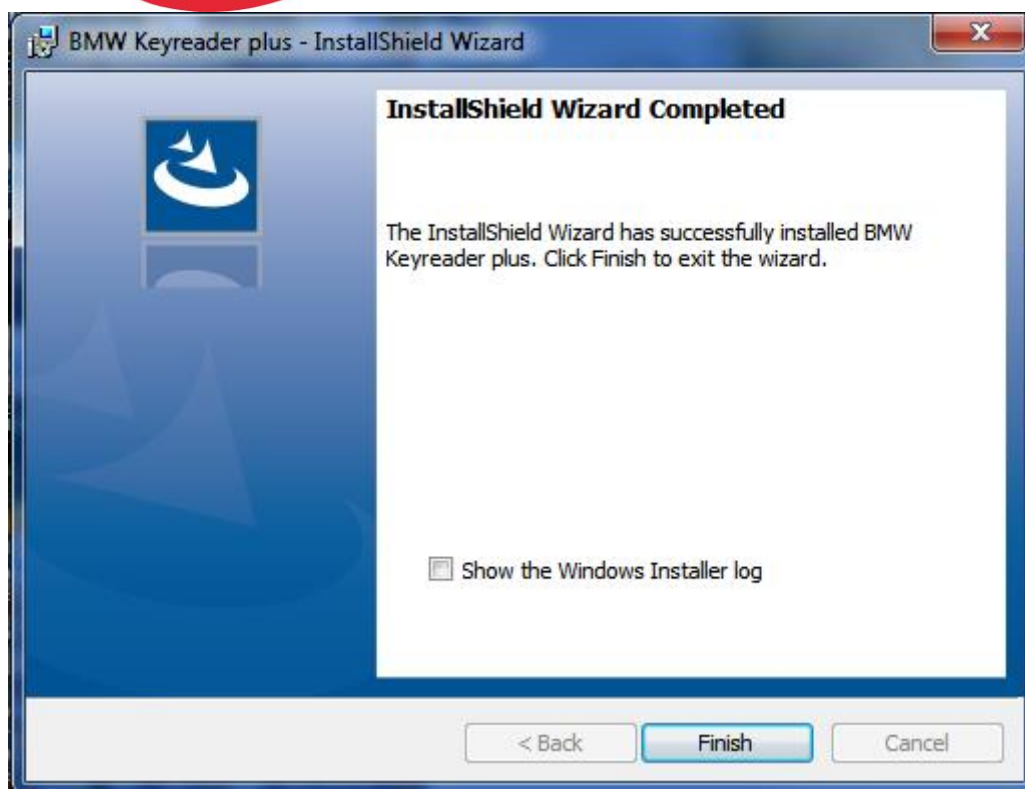 BMW Keyreader plus - InstallShield Wizard
InstallShield Wizard Completed
The InstallShield Wizard has successfully installed BMW
Keyreader plus. Click Finish to exit the wizard.
Show the Windows Installer log
< Back
Finish
Cancel